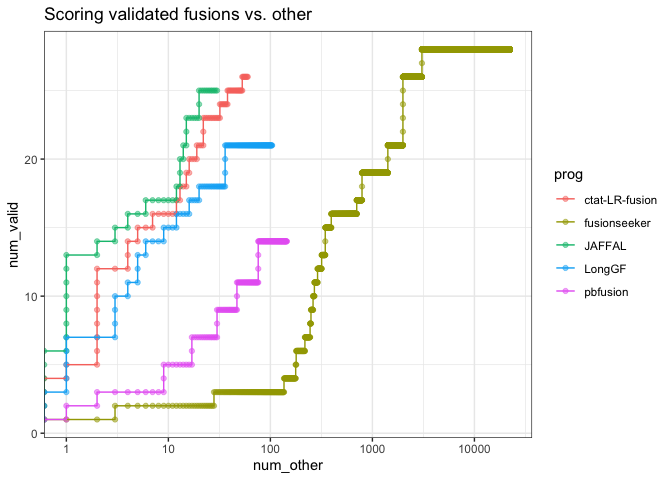 Scoring validated fusions vs. other
num_valid
20
10
0
1
10
100
1000
10000
num_other
prog
ctat-LR-fusion
fusionseeker
JAFFAL
LongGF
pbfusion